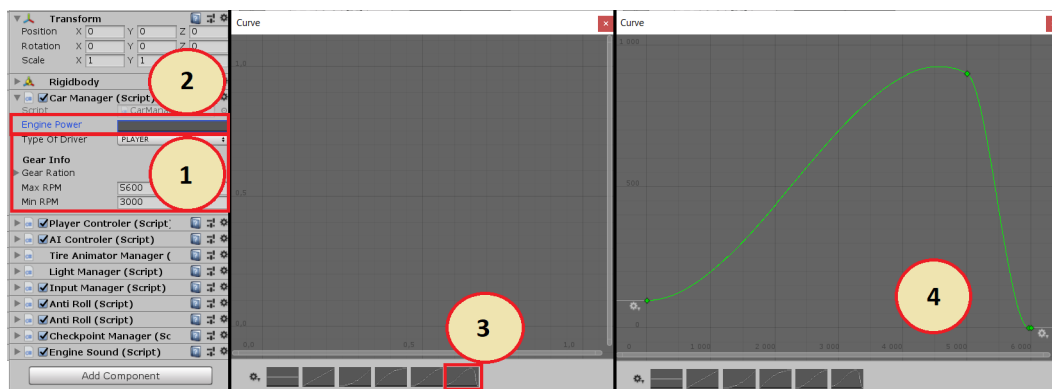 Transform
Position X 0 Y 0 Z 0
Rotation X 0 Y 0 Z 0
Scale X 1 Y 1
Rigidbody
Car Manager (Script)
Script
Engine Power
Type Of Driver PLAYER
Gear Info
Gear Ration
Max RPM 5600
Min RPM 3000
Player Controler (Script)
AI Controler (Script)
Tire Animator Manager (
Light Manager (Script)
Input Manager (Script)
Anti Roll (Script)
Anti Roll (Script)
Checkpoint Manager (Sc
Engine Sound (Script)
Add Component
2
1
Curve
1,0
0,5
0,0
0,0 0,5 1,0
3
Curve
1 000
500
0
0 1 000 2 000 3 000 4 000 5 000 6 000
4